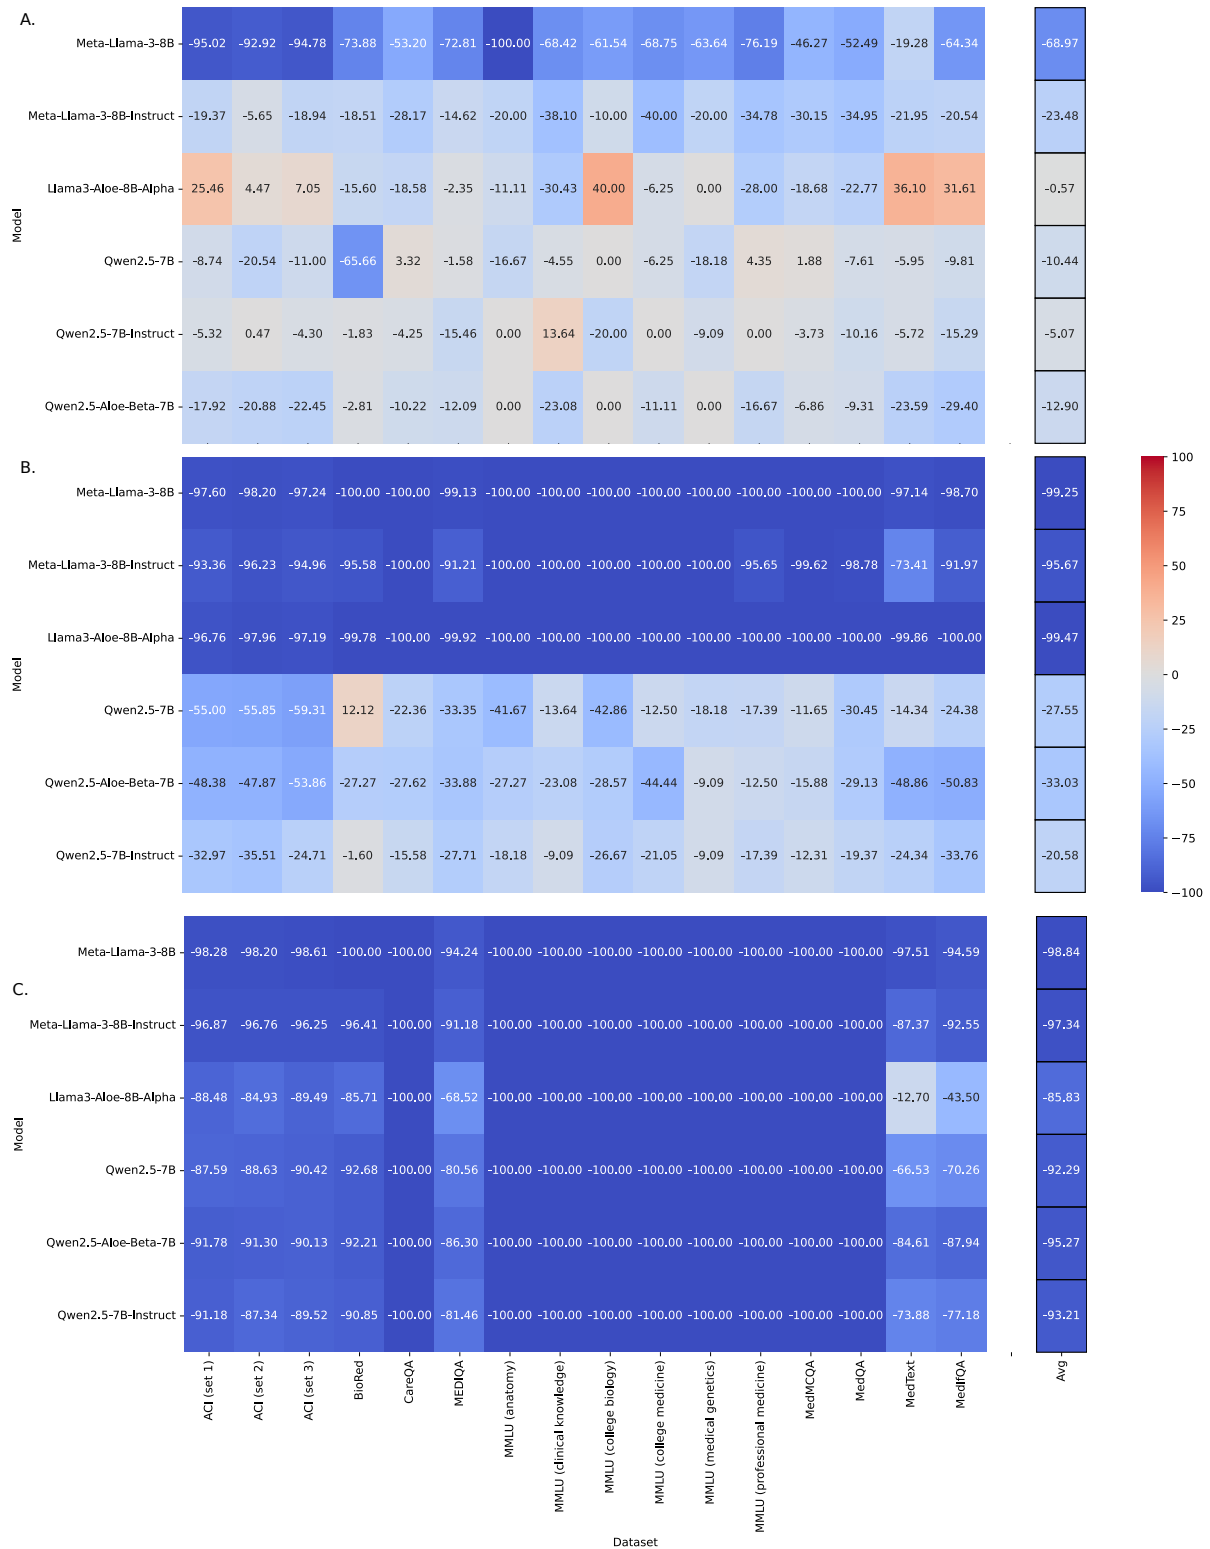 A.
Meta-Llama-3-8B -95.02 -92.92 -94.78 -73.88 -53.20 -72.81 -100.00 -68.42 -61.54 -68.75 -63.64 -76.19 -46.27 -52.49 -19.28 -64.34 -68.97
Meta-Llama-3-8B-Instruct -19.37 -5.65 -18.94 -18.51 -28.17 -14.62 -20.00 -38.10 -10.00 -40.00 -20.00 -34.78 -30.15 -34.95 -21.95 -20.54 -23.48
Llama3-Aloe-8B-Alpha 25.46 4.47 7.05 -15.60 -18.58 -2.35 -11.11 -30.43 40.00 -6.25 0.00 -28.00 -18.68 -22.77 36.10 31.61 -0.57
Model
Qwen2.5-7B -8.74 -20.54 -11.00 -65.66 3.32 -1.58 -16.67 -4.55 0.00 -6.25 -18.18 4.35 1.88 -7.61 -5.95 -9.81 -10.44
Qwen2.5-7B-Instruct -5.32 0.47 -4.30 -1.83 -4.25 -15.46 0.00 13.64 -20.00 0.00 -9.09 0.00 -3.73 -10.16 -5.72 -15.29 -5.07
Qwen2.5-Aloe-Beta-7B -17.92 -20.88 -22.45 -2.81 -10.22 -12.09 0.00 -23.08 0.00 -11.11 0.00 -16.67 -6.86 -9.31 -23.59 -29.40 -12.90
B.
Meta-Llama-3-8B -97.60 -98.20 -97.24 -100.00 -100.00 -99.13 -100.00 -100.00 -100.00 -100.00 -100.00 -100.00 -100.00 -100.00 -97.14 -98.70 -99.25
Meta-Llama-3-8B-Instruct -93.36 -96.23 -94.96 -95.58 -100.00 -91.21 -100.00 -100.00 -100.00 -100.00 -100.00 -95.65 -99.62 -98.78 -73.41 -91.97 -95.67
Llama3-Aloe-8B-Alpha -96.76 -97.96 -97.19 -99.78 -100.00 -99.92 -100.00 -100.00 -100.00 -100.00 -100.00 -100.00 -100.00 -100.00 -99.86 -100.00 -99.47
Model
Qwen2.5-7B -55.00 -55.85 -59.31 12.12 -22.36 -33.35 -41.67 -13.64 -42.86 -12.50 -18.18 -17.39 -11.65 -30.45 -14.34 -24.38 -27.55
Qwen2.5-Aloe-Beta-7B -48.38 -47.87 -53.86 -27.27 -27.62 -33.88 -27.27 -23.08 -28.57 -44.44 -9.09 -12.50 -15.88 -29.13 -48.86 -50.83 -33.03
Qwen2.5-7B-Instruct -32.97 -35.51 -24.71 -1.60 -15.58 -27.71 -18.18 -9.09 -26.67 -21.05 -9.09 -17.39 -12.31 -19.37 -24.34 -33.76 -20.58
100
75
50
25
0
−25
−50
−75
−100
Meta-Llama-3-8B -98.28 -98.20 -98.61 -100.00 -100.00 -94.24 -100.00 -100.00 -100.00 -100.00 -100.00 -100.00 -100.00 -100.00 -97.51 -94.59 -98.84
C.
Meta-Llama-3-8B-Instruct -96.87 -96.76 -96.25 -96.41 -100.00 -91.18 -100.00 -100.00 -100.00 -100.00 -100.00 -100.00 -100.00 -100.00 -87.37 -92.55 -97.34
Llama3-Aloe-8B-Alpha -88.48 -84.93 -89.49 -85.71 -100.00 -68.52 -100.00 -100.00 -100.00 -100.00 -100.00 -100.00 -100.00 -100.00 -12.70 -43.50 -85.83
Model
Qwen2.5-7B -87.59 -88.63 -90.42 -92.68 -100.00 -80.56 -100.00 -100.00 -100.00 -100.00 -100.00 -100.00 -100.00 -100.00 -66.53 -70.26 -92.29
Qwen2.5-Aloe-Beta-7B -91.78 -91.30 -90.13 -92.21 -100.00 -86.30 -100.00 -100.00 -100.00 -100.00 -100.00 -100.00 -100.00 -100.00 -84.61 -87.94 -95.27
Qwen2.5-7B-Instruct -91.18 -87.34 -89.52 -90.85 -100.00 -81.46 -100.00 -100.00 -100.00 -100.00 -100.00 -100.00 -100.00 -100.00 -73.88 -77.18 -93.21
ACI (set 1)
ACI (set 2)
ACI (set 3)
BioRed
CareQA
MEDIQA
MMLU (anatomy)
MMLU (clinical knowledge)
MMLU (college biology)
MMLU (college medicine)
MMLU (medical genetics)
MMLU (professional medicine)
MedMCQA
MedQA
MedText
MedIfQA
Avg
Dataset